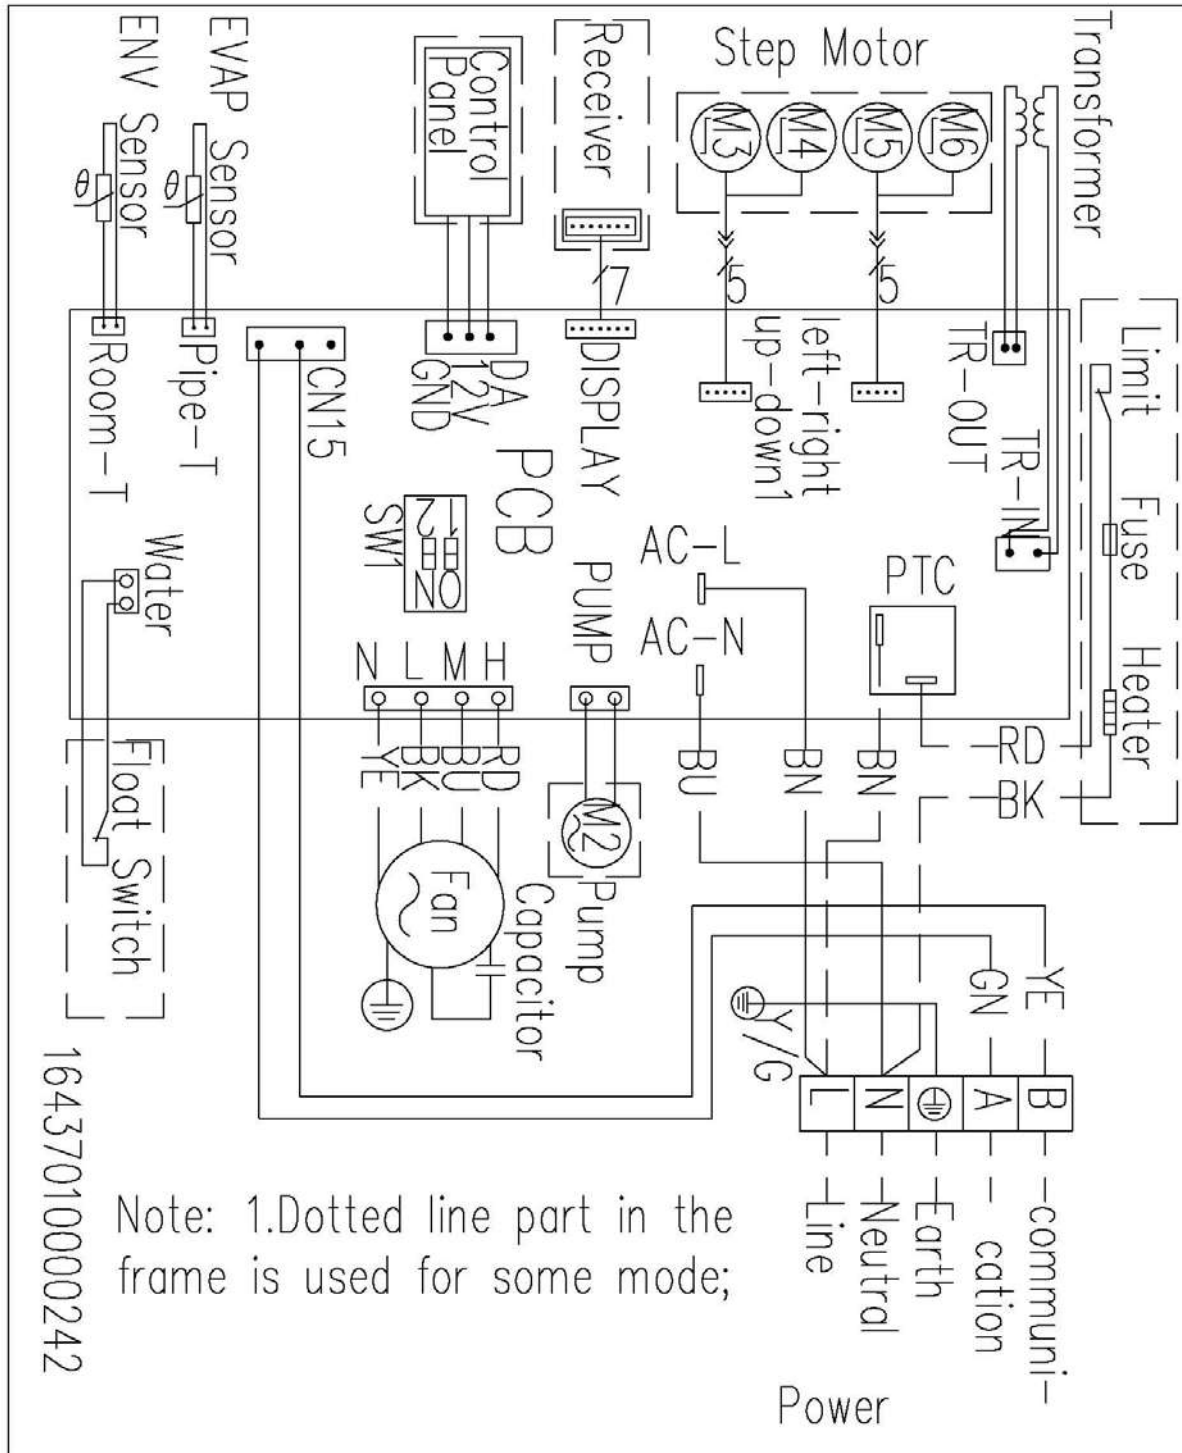 ENV Sensor
EVAP Sensor
Control
Panel
Receiver
Step Motor
M3
M4
M5
M6
Transformer
θ
θ
7
5
5
Room-T
Pipe-T
CN15
DA
12V
GND
DISPLAY
up-down1
left-right
TR-OUT
TR-IN
Limit
Fuse
Heater
PCB
SW1
1 2
ON
Water
PUMP
AC-L
AC-N
PTC
N L M H
YE
BK
BU
RD
BU
BN
BN
RD
BK
Float Switch
Fan
Capacitor
M2
Pump
Y/G
GN
YE
L
N
A
B
Line
Neutral
Earth
-communi-
cation
Power
Note: 1.Dotted line part in the
frame is used for some mode;
16437010000242